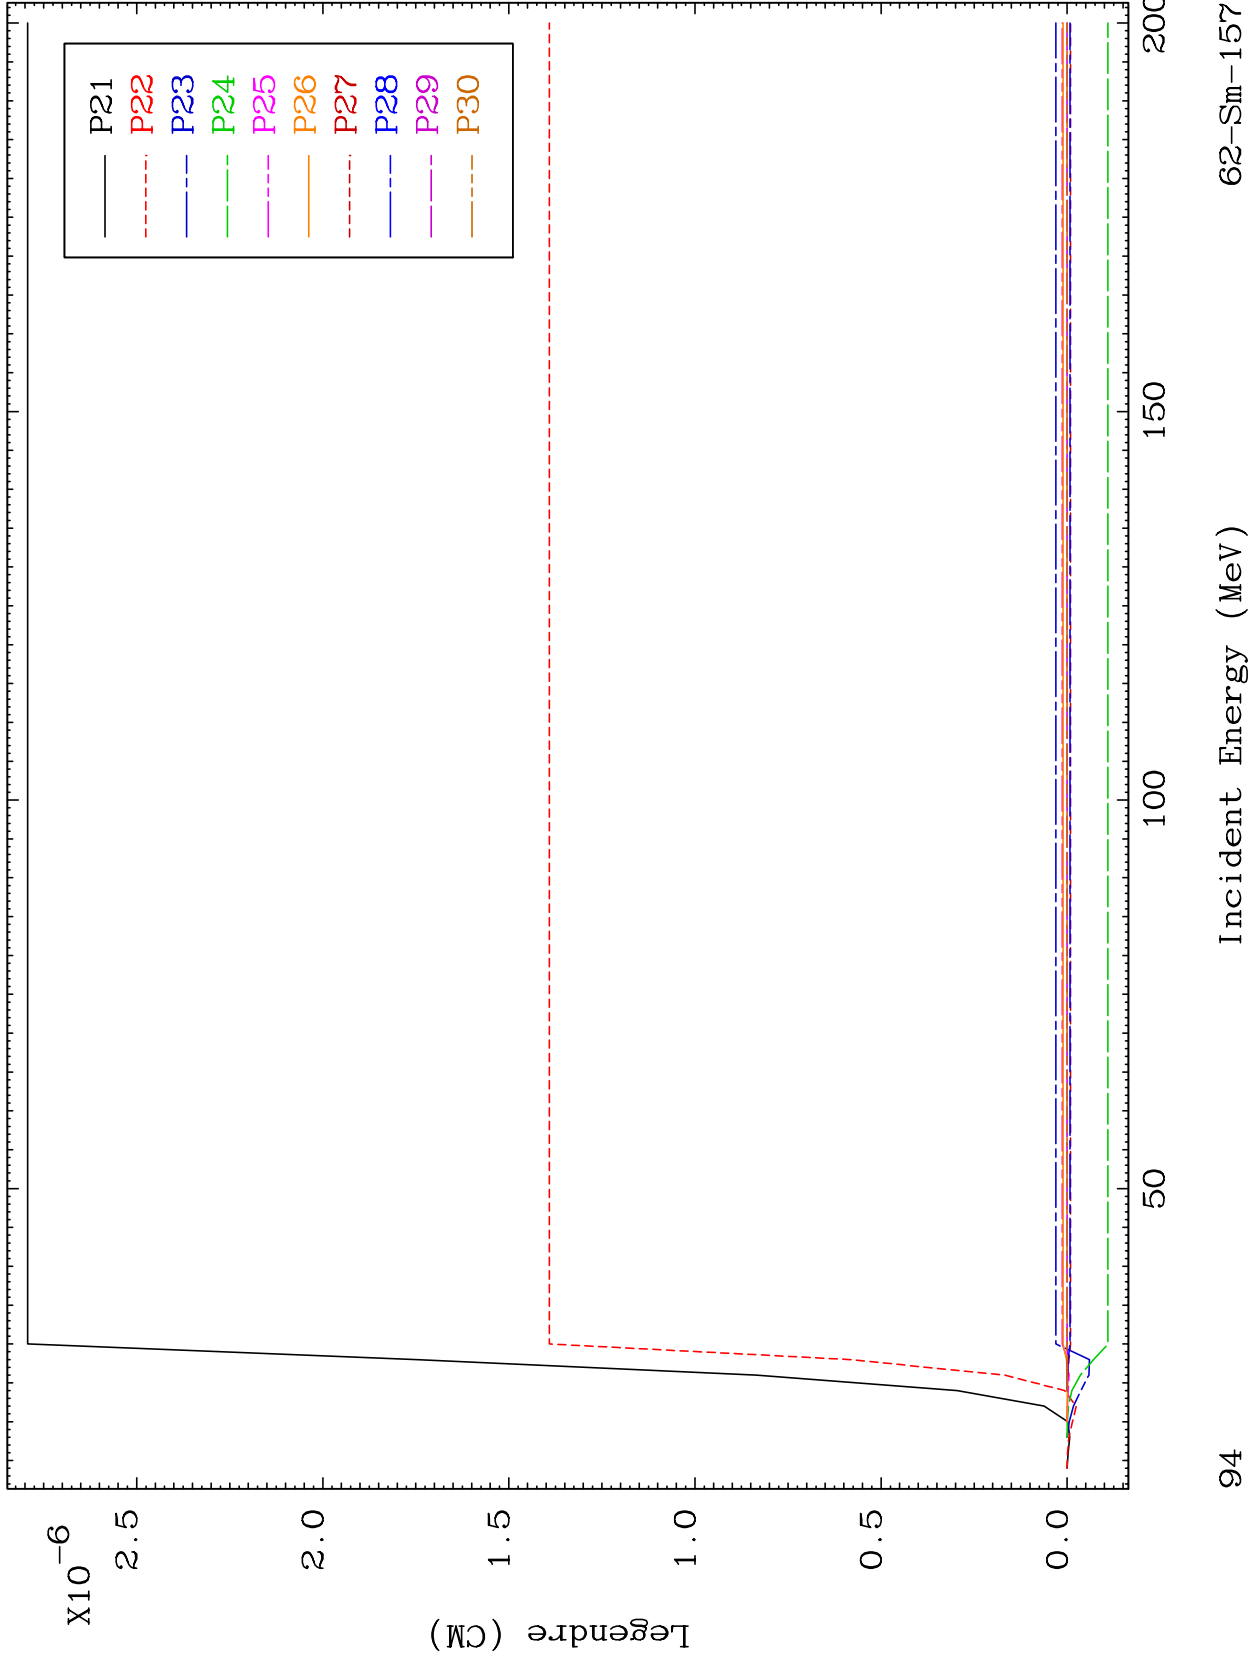 X10-6
2.5
2.0
1.5
1.0
0.5
0.0
Legendre (CM)
P21
P22
P23
P24
P25
P26
P27
P28
P29
P30
50
100
150
200
Incident Energy (MeV)
94
62-Sm-157